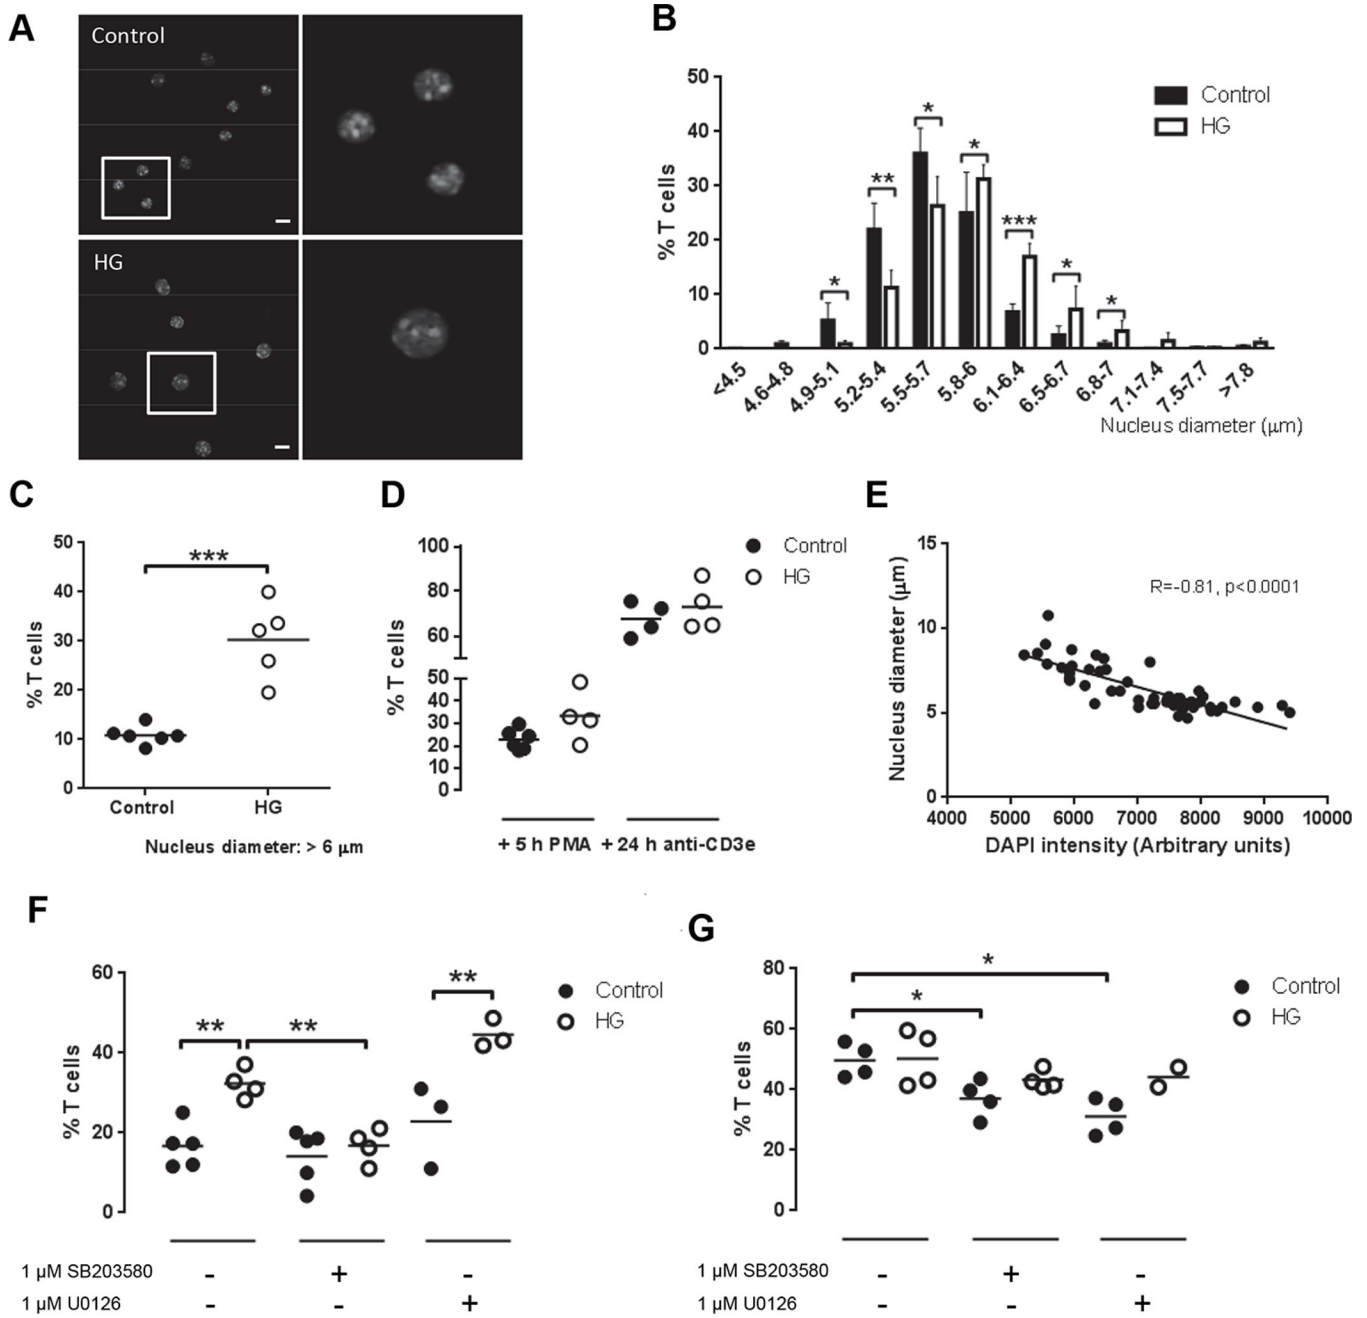 A
Control
HG
B
50
40
30
20
10
0
% T cells
*
**
*
*
***
*
*
Control
HG
<4.5
4.6-4.8
4.9-5.1
5.2-5.4
5.5-5.7
5.8-6
6.1-6.4
6.5-6.7
6.8-7
7.1-7.4
7.5-7.7
>7.8
Nucleus diameter (µm)
C
50
40
30
20
10
0
% T cells
***
Control
HG
Nucleus diameter: > 6 µm
D
100
80
60
50
40
30
20
10
0
% T cells
Control
HG
+ 5 h PMA
+ 24 h anti-CD3e
E
15
10
5
0
Nucleus diameter (µm)
R=-0.81, p<0.0001
4000
5000
6000
7000
8000
9000
10000
DAPI intensity (Arbitrary units)
F
60
40
20
0
% T cells
**
**
**
Control
HG
1 µM SB203580 - + -
1 µM U0126 - - +
G
80
60
40
20
0
% T cells
*
*
Control
HG
1 µM SB203580 - + -
1 µM U0126 - - +